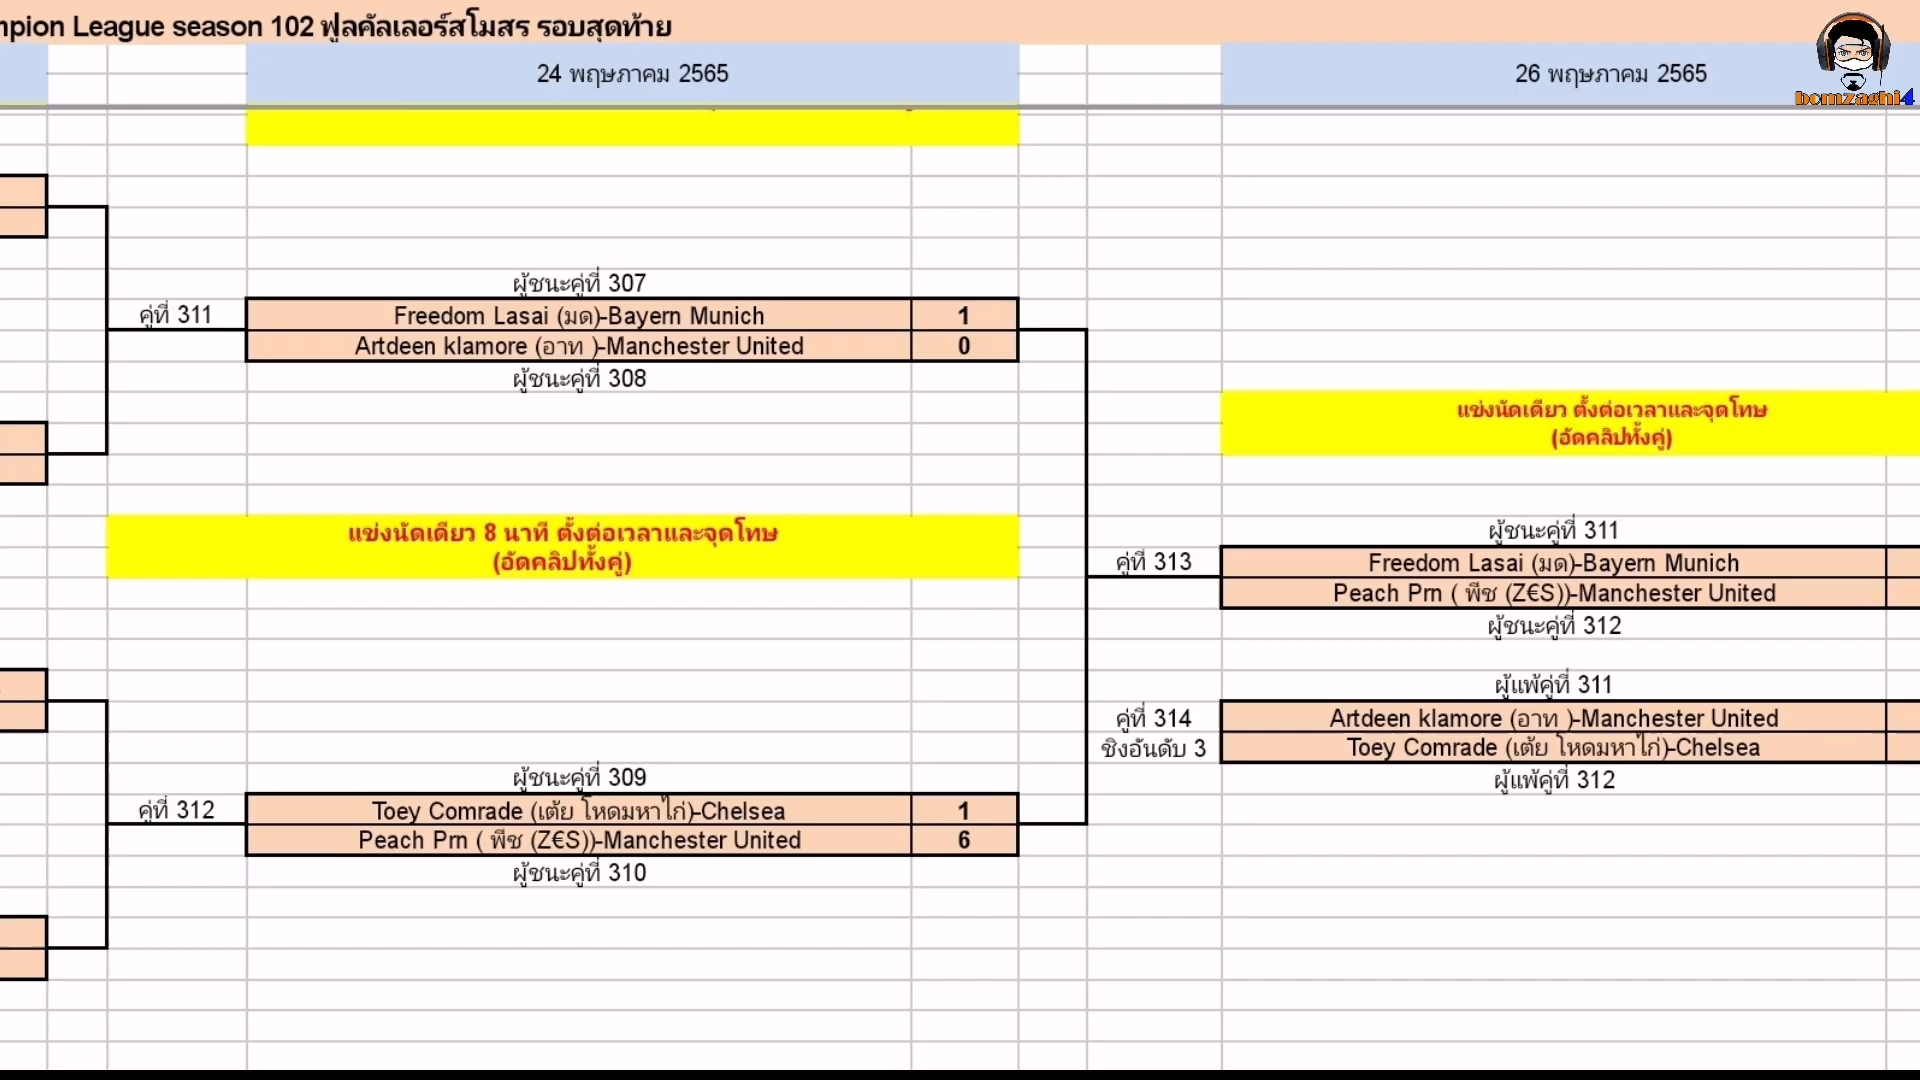 mpion League season 102 ฟูลคัลเลอร์สโมสร รอบสุดท้าย
24 พฤษภาคม 2565
26 พฤษภาคม 2565
bomzaghi4
ผู้ชนะคู่ที่ 307
คู่ที่ 311
Freedom Lasai (มด)-Bayern Munich 1
Artdeen klamore (อาท )-Manchester United 0
ผู้ชนะคู่ที่ 308
แข่งนัดเดียว ตั้งต่อเวลาและจุดโทษ
(อัดคลิปทั้งคู่)
แข่งนัดเดียว 8 นาที ตั้งต่อเวลาและจุดโทษ
(อัดคลิปทั้งคู่)
ผู้ชนะคู่ที่ 311
คู่ที่ 313
Freedom Lasai (มด)-Bayern Munich
Peach Prn ( พีช (Z€S))-Manchester United
ผู้ชนะคู่ที่ 312
ผู้แพ้คู่ที่ 311
คู่ที่ 314
ชิงอันดับ 3
Artdeen klamore (อาท )-Manchester United
Toey Comrade (เต้ย โหดมหาไก่)-Chelsea
ผู้แพ้คู่ที่ 312
ผู้ชนะคู่ที่ 309
คู่ที่ 312
Toey Comrade (เต้ย โหดมหาไก่)-Chelsea 1
Peach Prn ( พีช (Z€S))-Manchester United 6
ผู้ชนะคู่ที่ 310